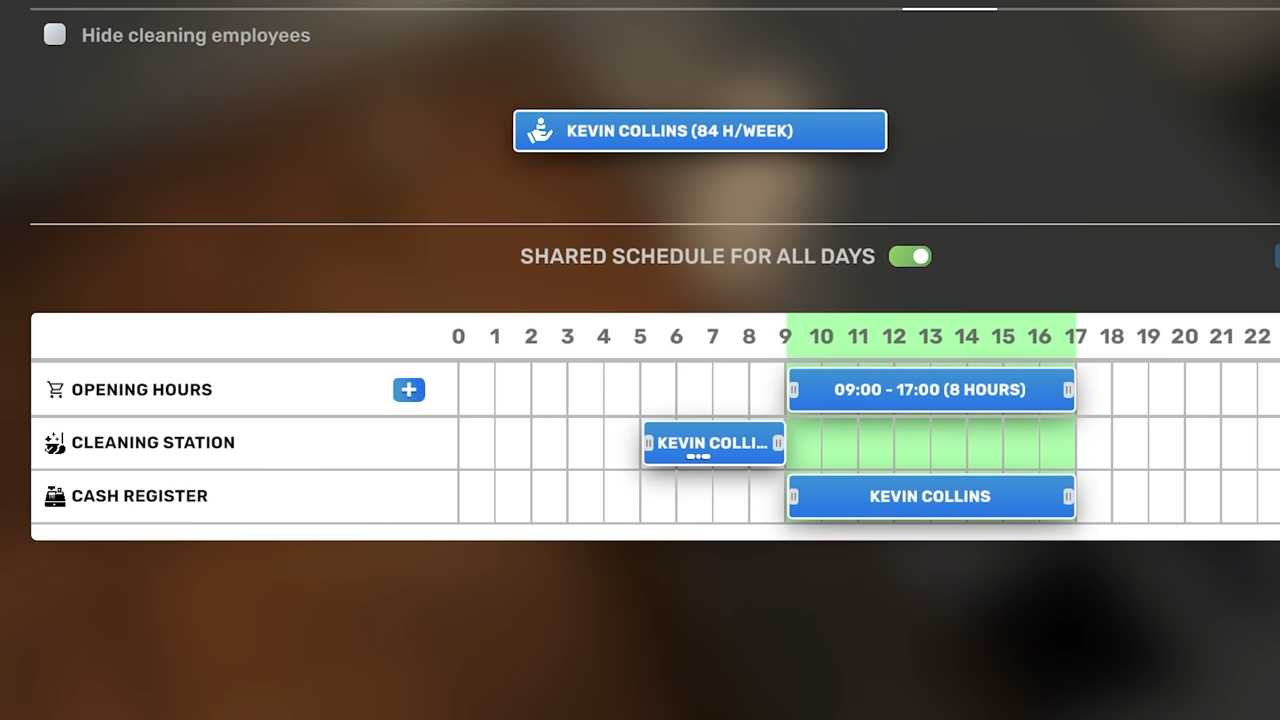 Hide cleaning employees
KEVIN COLLINS (84 H/WEEK)
SHARED SCHEDULE FOR ALL DAYS
0 1 2 3 4 5 6 7 8 9 10 11 12 13 14 15 16 17 18 19 20 21 22
OPENING HOURS + 09:00 - 17:00 (8 HOURS)
CLEANING STATION KEVIN COLLI...
CASH REGISTER KEVIN COLLINS